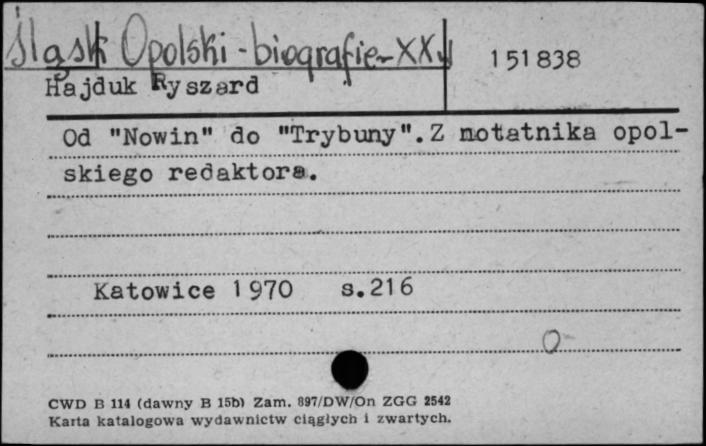 Śląsk Opolski - biografie - XX w
151838
Hajduk Ryszard
Od "Nowin" do "Trybuny". Z notatnika opol-
skiego redaktora.
Katowice 1970 s.216
0
CWD B 114 (dawny B 15b) Zam. 897/DW/On ZGG 2542
Karta katalogowa wydawnictw ciągłych i zwartych.